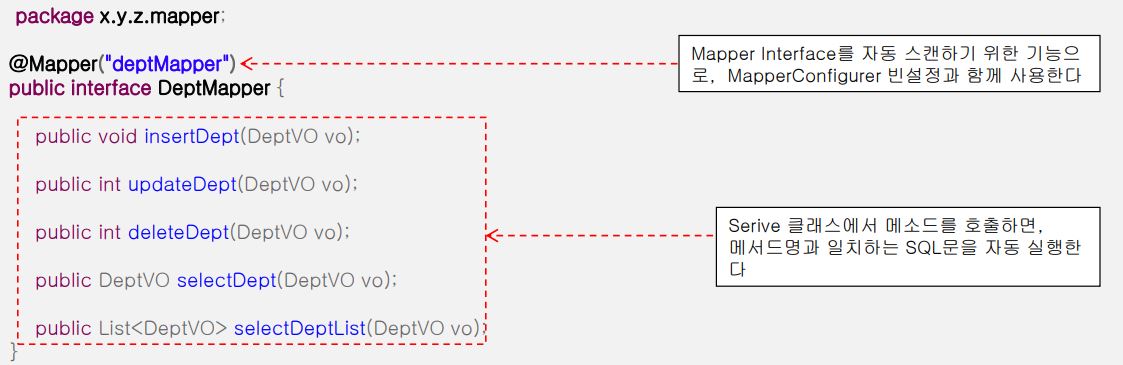 package x.y.z.mapper;
@Mapper("deptMapper")
public interface DeptMapper {
Mapper Interface를 자동 스캔하기 위한 기능으
로, MapperConfigurer 빈설정과 함께 사용한다
public void insertDept(DeptVO vo);
public int updateDept(DeptVO vo);
public int deleteDept(DeptVO vo);
public DeptVO selectDept(DeptVO vo);
public List<DeptVO> selectDeptList(DeptVO vo);
}
Serive 클래스에서 메소드를 호출하면,
메서드명과 일치하는 SQL문을 자동 실행한
다